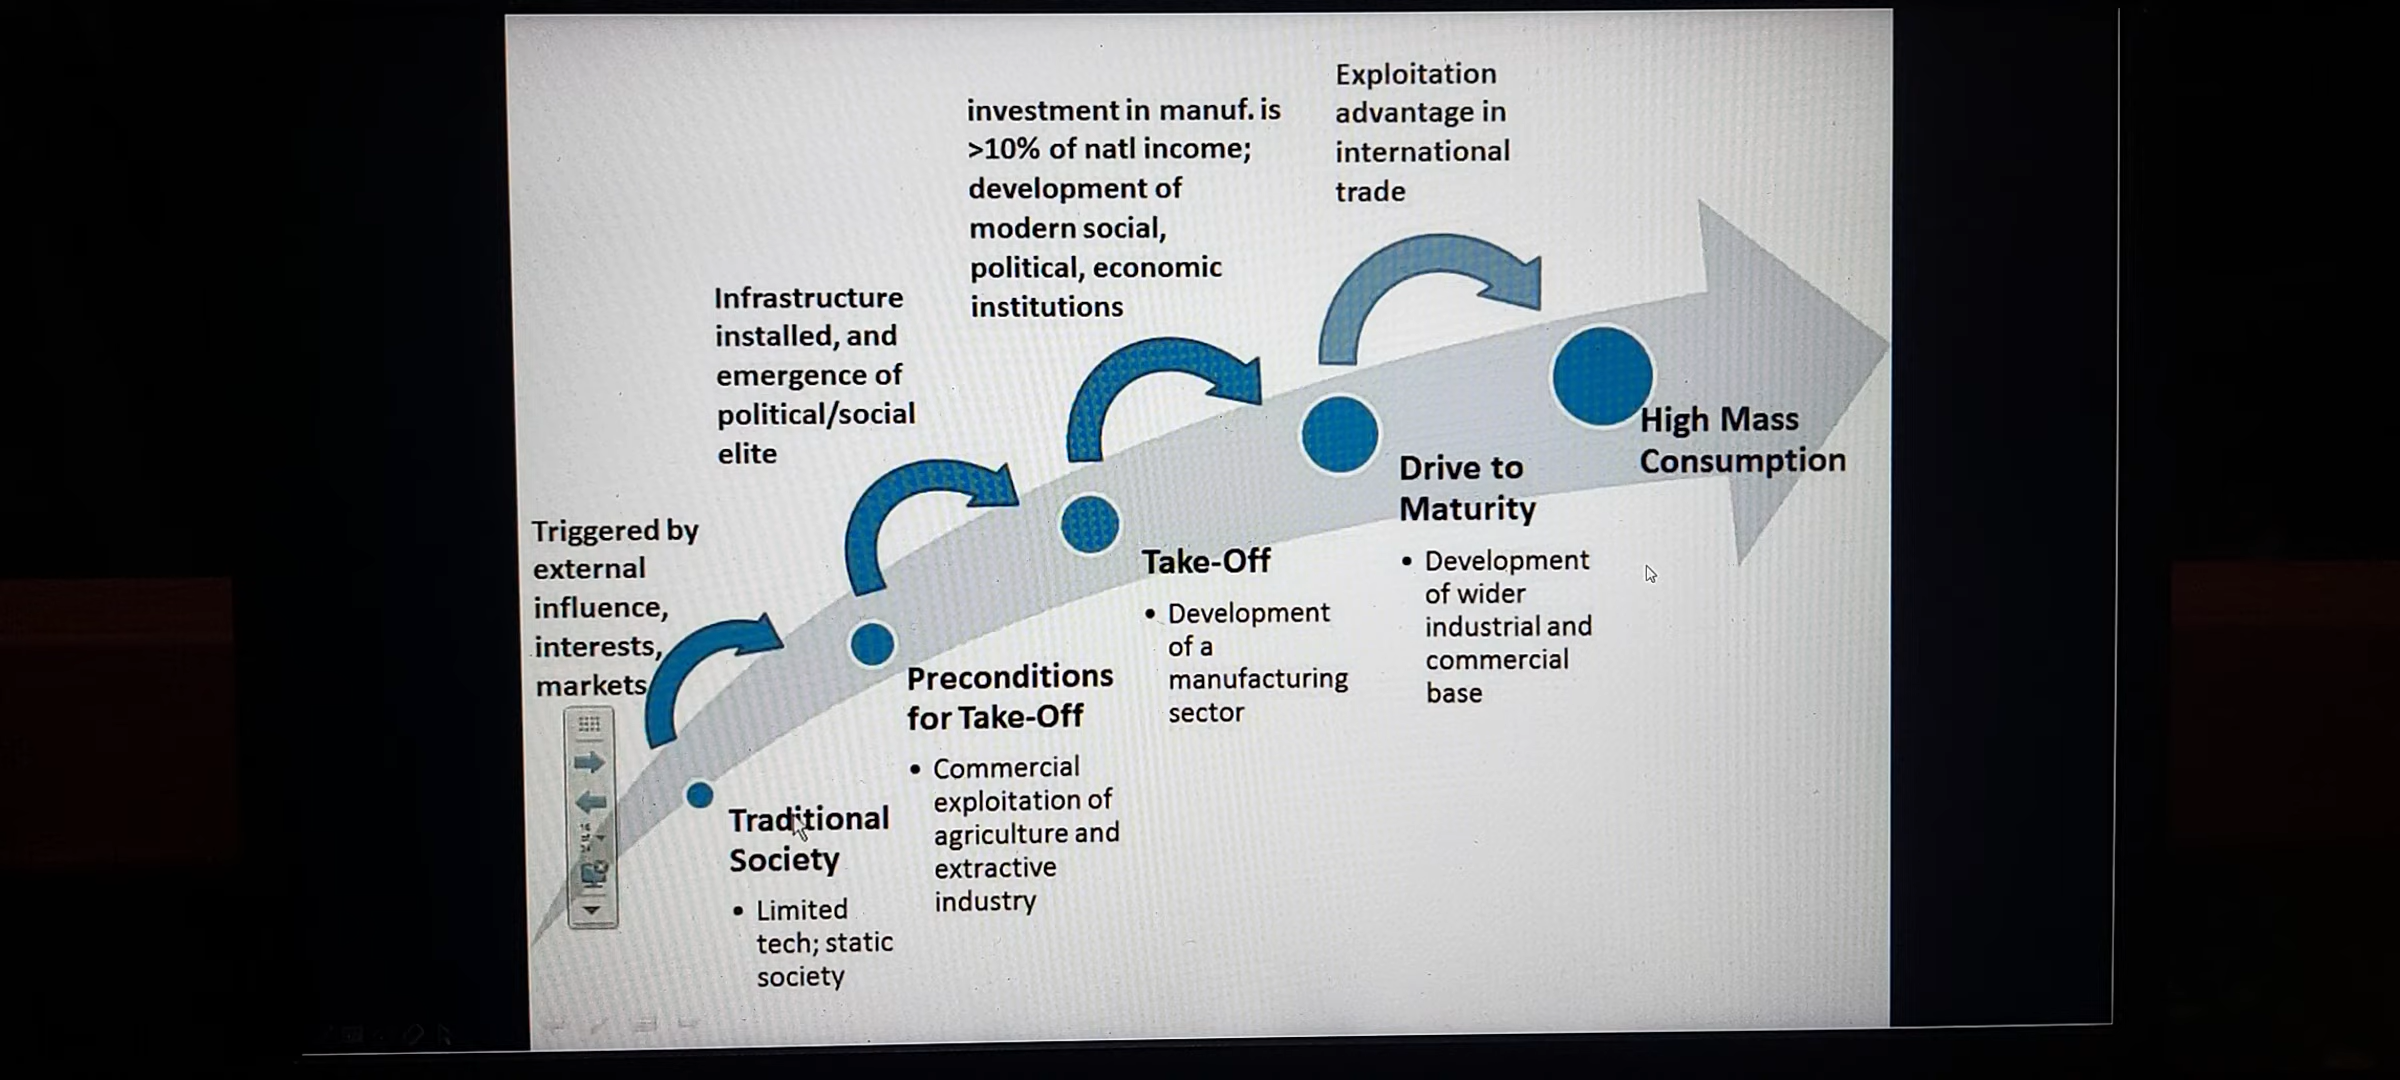 Exploitation
advantage in
international
trade
investment in manuf. is
>10% of natl income;
development of
modern social,
political, economic
institutions
Infrastructure
installed, and
emergence of
political/social
elite
Triggered by
external
influence,
interests,
markets
High Mass
Consumption
Drive to
Maturity
• Development
of wider
industrial and
commercial
base
Take-Off
• Development
of a
manufacturing
sector
Preconditions
for Take-Off
• Commercial
exploitation of
agriculture and
extractive
industry
Traditional
Society
• Limited
tech; static
society